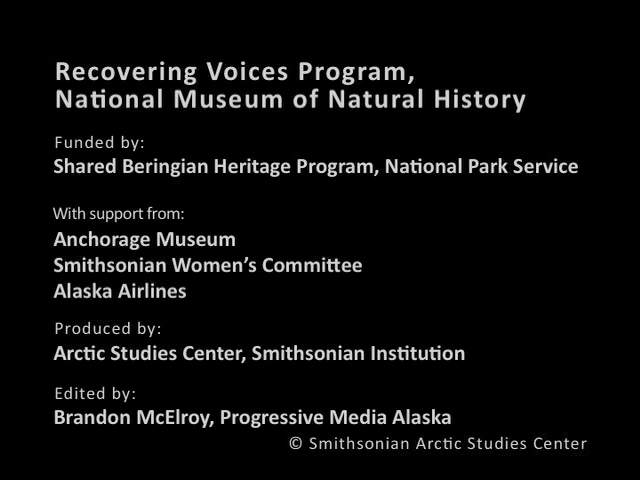 Recovering Voices Program,
National Museum of Natural History
Funded by:
Shared Beringian Heritage Program, National Park Service
With support from:
Anchorage Museum
Smithsonian Women’s Committee
Alaska Airlines
Produced by:
Arctic Studies Center, Smithsonian Institution
Edited by:
Brandon McElroy, Progressive Media Alaska
© Smithsonian Arctic Studies Center